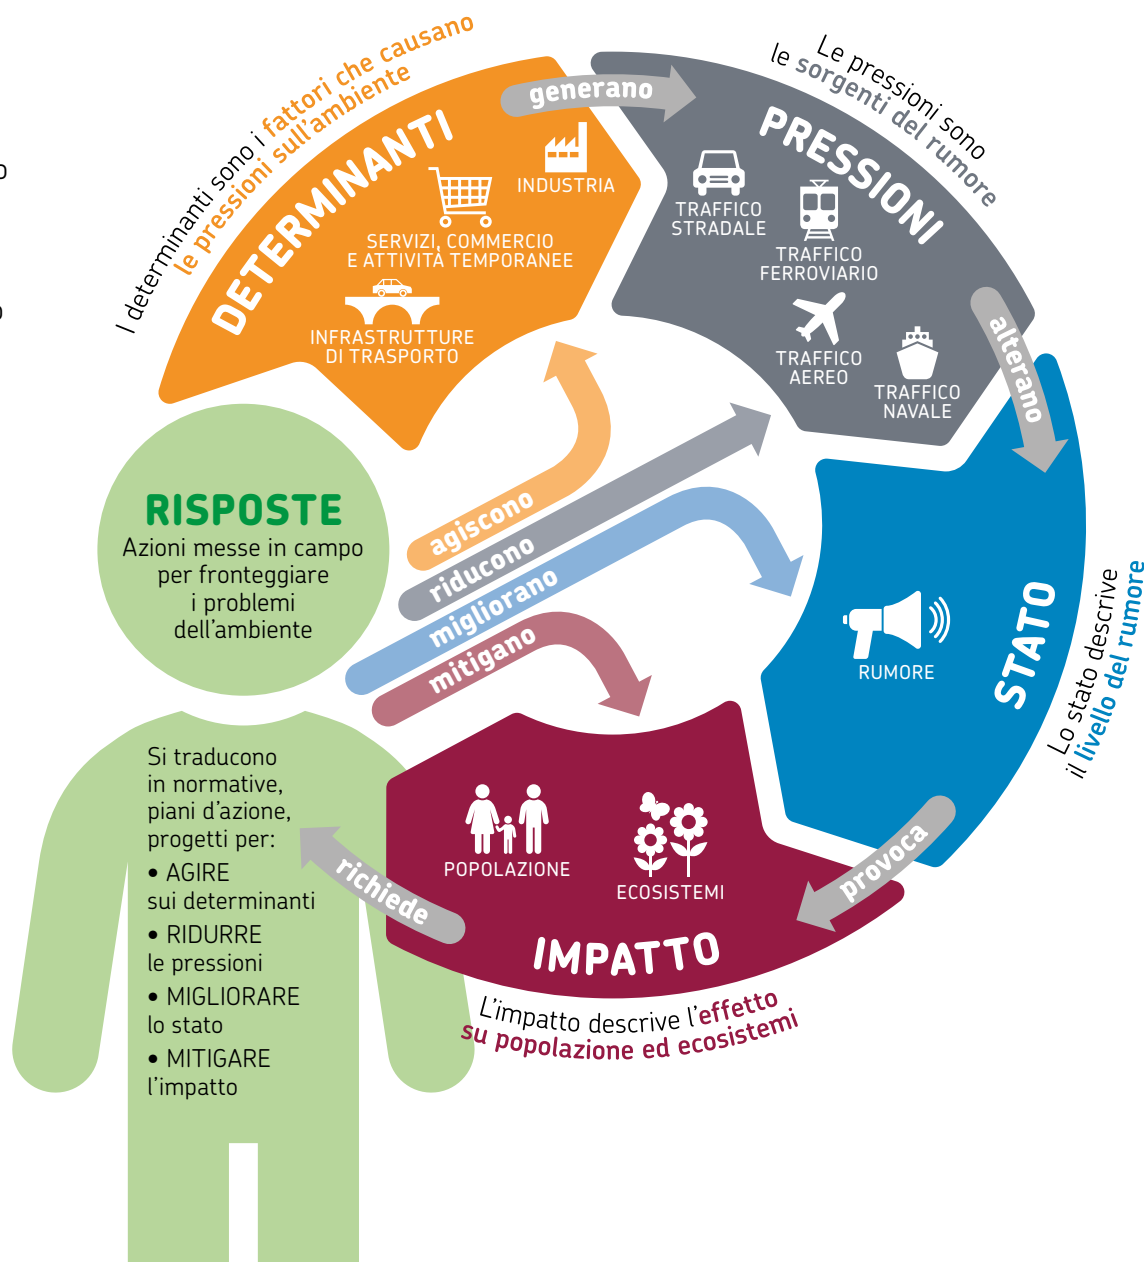 I determinanti sono i fattori che causano
le pressioni sull'ambiente
DETERMINANTI
INDUSTRIA
SERVIZI, COMMERCIO
E ATTIVITÀ TEMPORANEE
INFRASTRUTTURE
DI TRASPORTO
generano
Le pressioni sono
le sorgenti del rumore
PRESSIONI
TRAFFICO
STRADALE
TRAFFICO
FERROVIARIO
TRAFFICO
AEREO
TRAFFICO
NAVALE
alterano
STATO
RUMORE
Lo stato descrive
il livello del rumore
provoca
IMPATTO
POPOLAZIONE
ECOSISTEMI
L'impatto descrive l'effetto
su popolazione ed ecosistemi
richiede
RISPOSTE
Azioni messe in campo
per fronteggiare
i problemi
dell'ambiente
agiscono
riducono
migliorano
mitigano
Si traducono
in normative,
piani d'azione,
progetti per:
• AGIRE
sui determinanti
• RIDURRE
le pressioni
• MIGLIORARE
lo stato
• MITIGARE
l'impatto